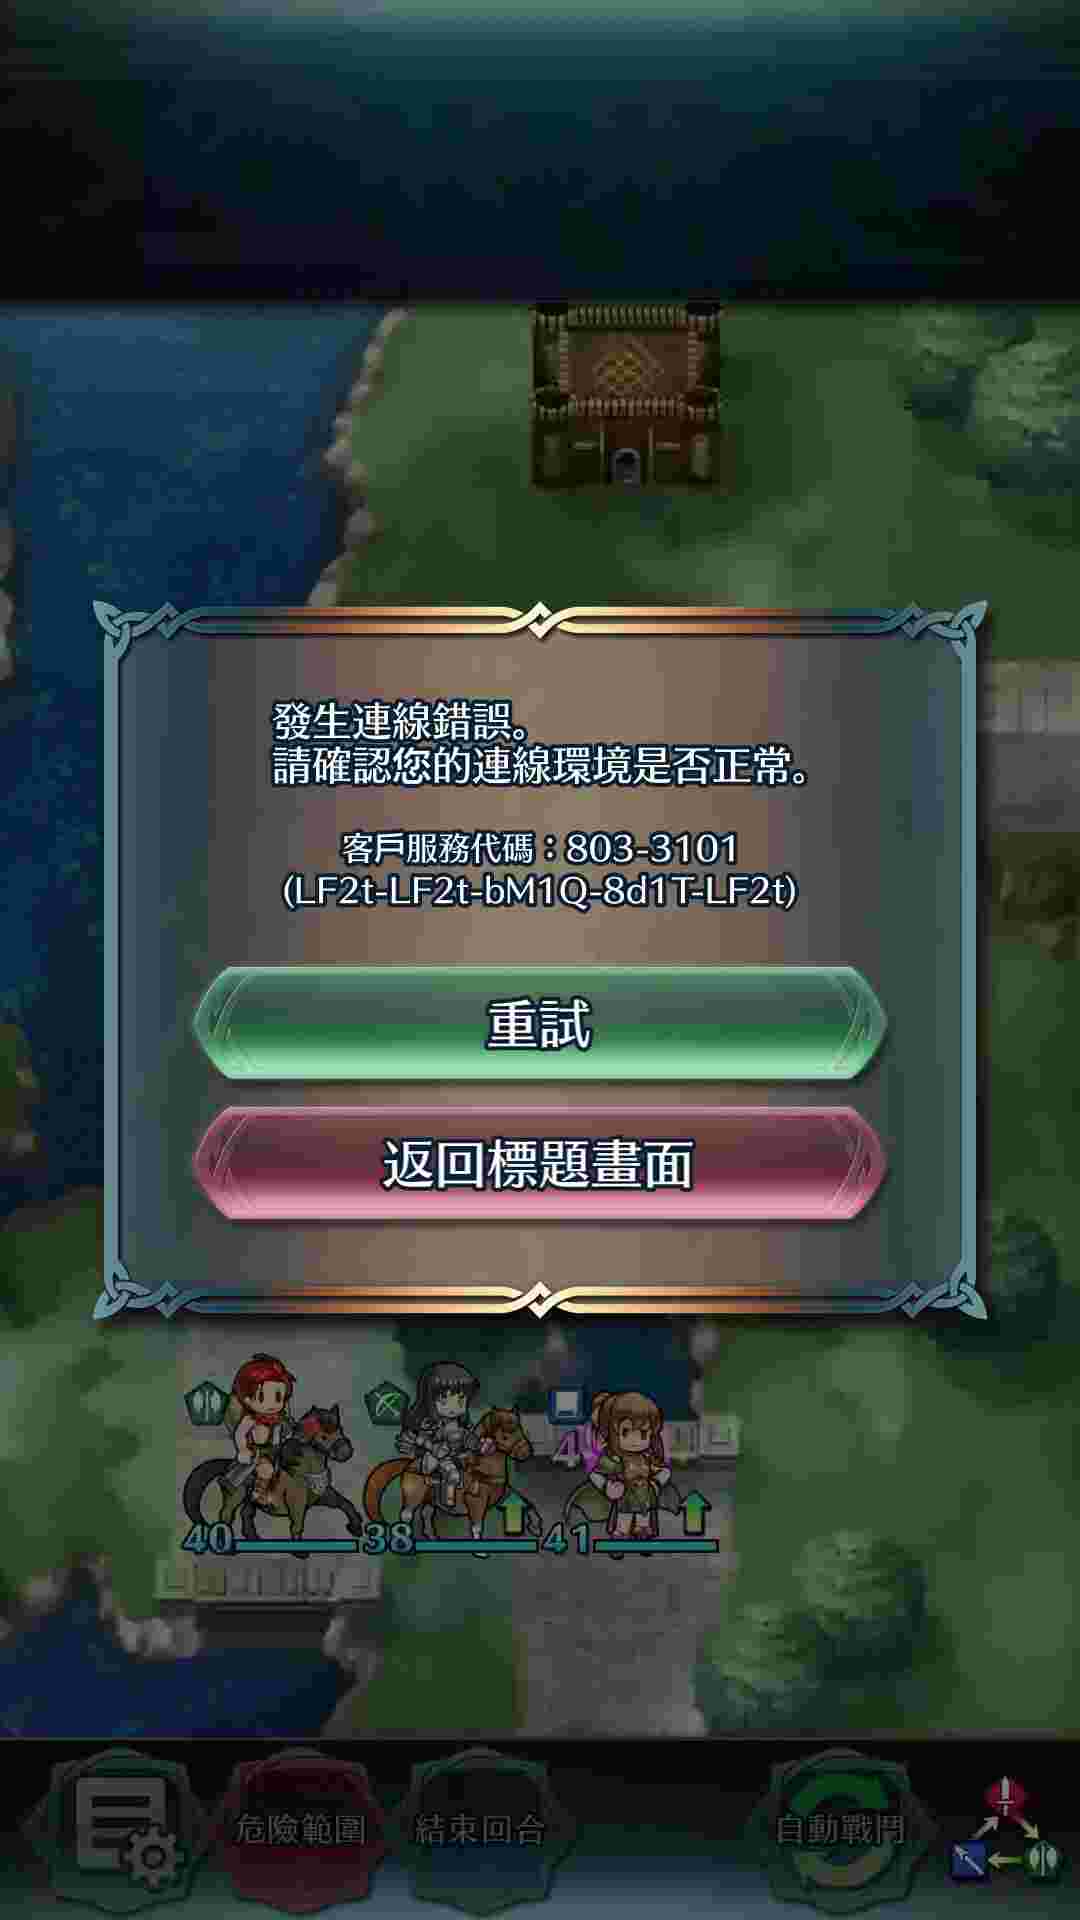 發生連線錯誤。
請確認您的連線環境是否正常。
客戶服務代碼：803-3101
(LF2t-LF2t-bM1Q-8d1T-LF2t)
重試
返回標題畫面
4
40
38
41
危險範圍
結束回合
自動戰鬥